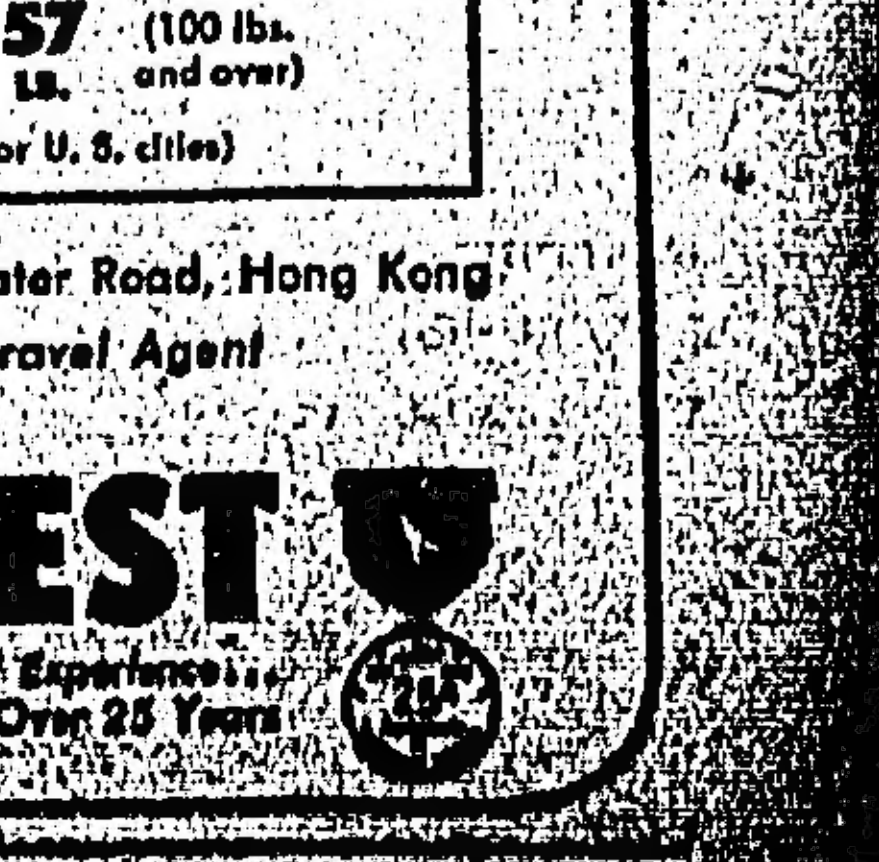 57 (100 lbs.
LB. and over)
or U. S. cities)
ater Road, Hong Kong
ravel Agent
EST
Experience...
Over 25 Years
25